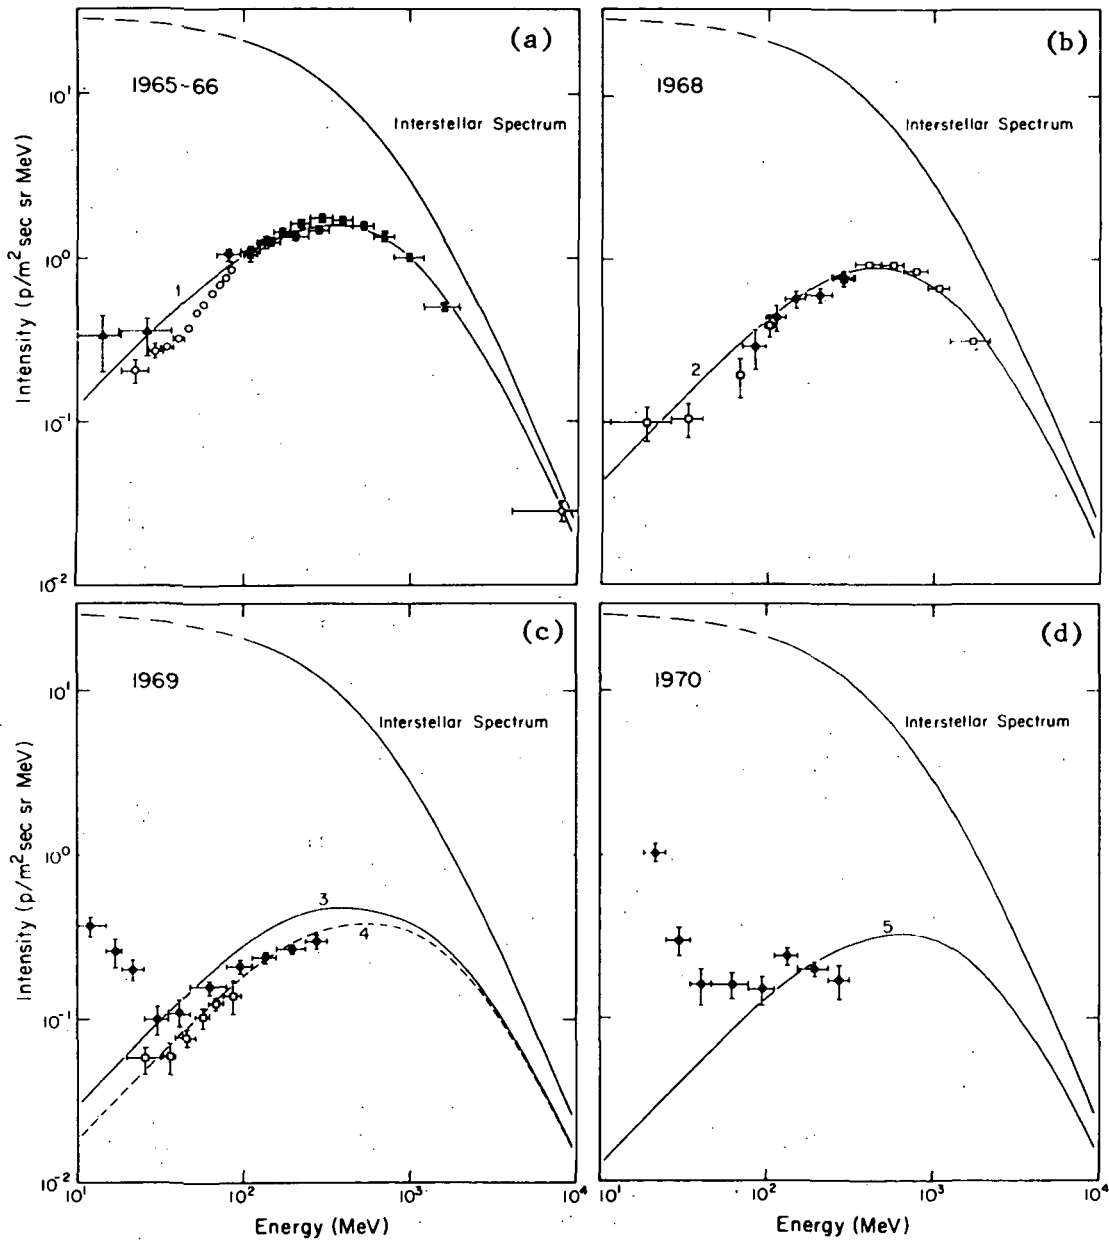 (a)
1965-66
Interstellar Spectrum
1
10¹
10⁰
10⁻¹
10⁻²
Intensity (p/m² sec sr MeV)
(b)
1968
Interstellar Spectrum
2
(c)
1969
Interstellar Spectrum
3
4
10¹
10⁰
10⁻¹
10⁻²
Intensity (p/m² sec sr MeV)
10¹ 10² 10³ 10⁴
Energy (MeV)
(d)
1970
Interstellar Spectrum
5
10¹ 10² 10³ 10⁴
Energy (MeV)